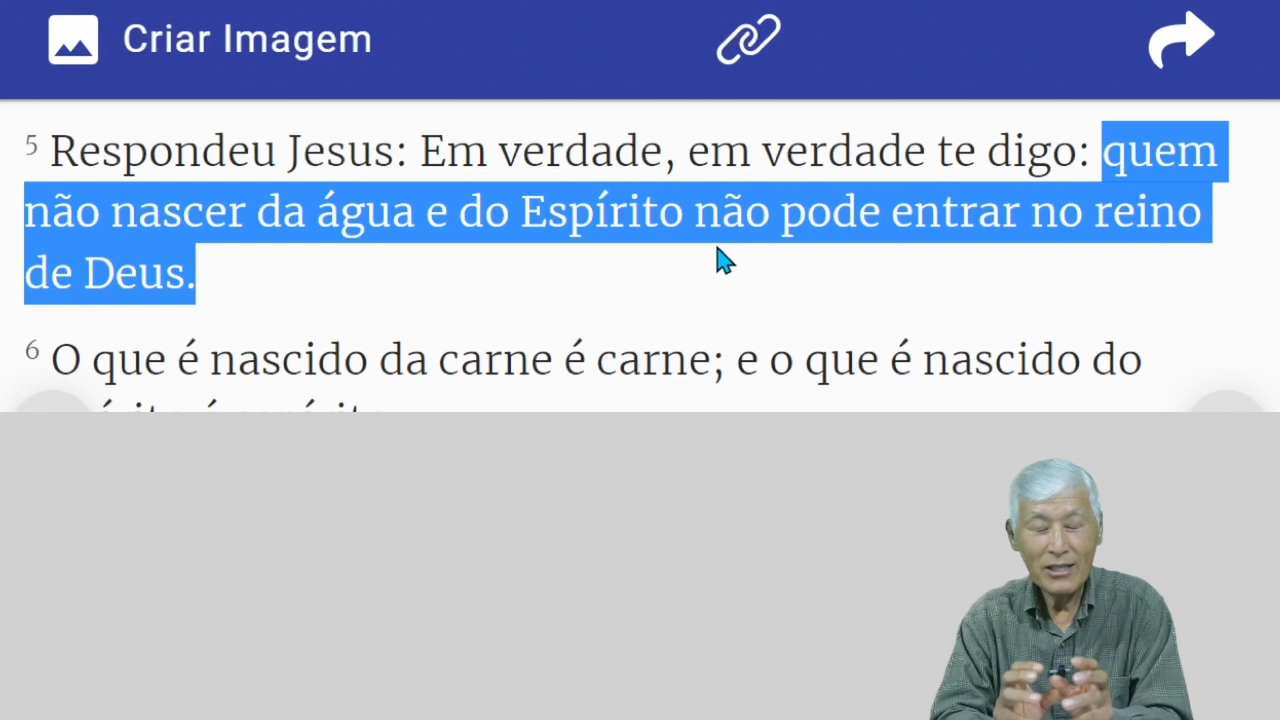 Criar Imagem
5 Respondeu Jesus: Em verdade, em verdade te digo: quem
não nascer da água e do Espírito não pode entrar no reino
de Deus.
6 O que é nascido da carne é carne; e o que é nascido do